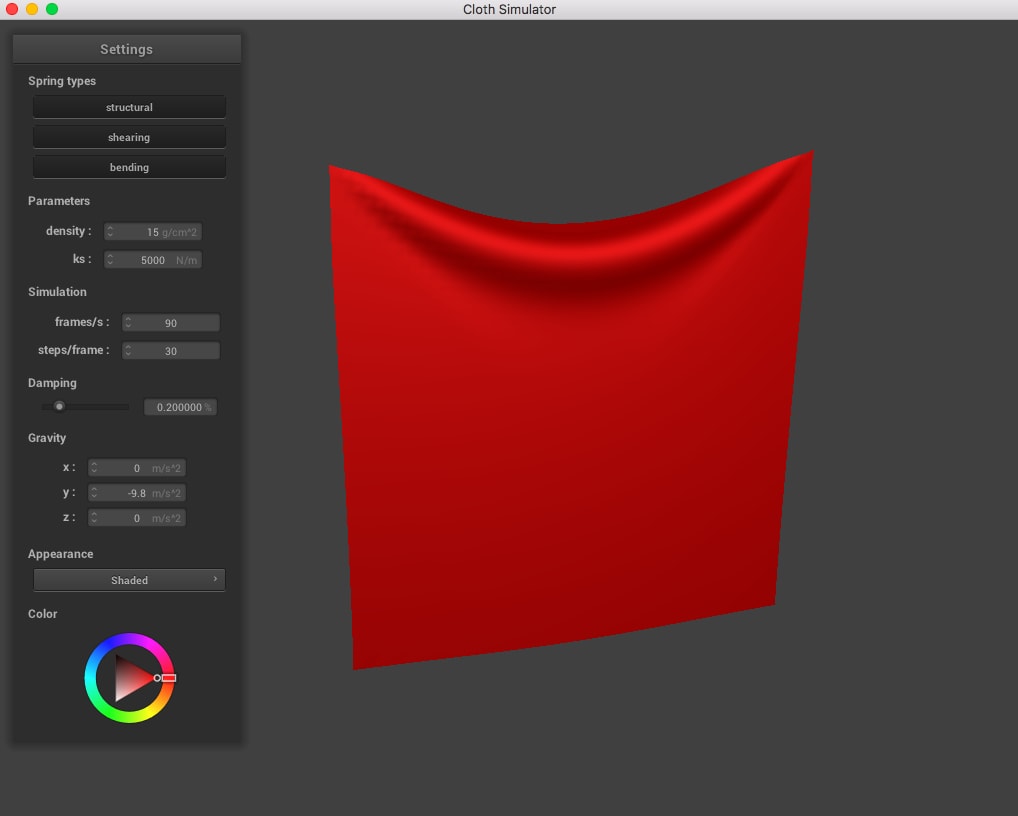 Cloth Simulator
Settings
Spring types
structural
shearing
bending
Parameters
density : 15 g/cm^2
ks : 5000 N/m
Simulation
frames/s : 90
steps/frame : 30
Damping
0.200000 %
Gravity
x : 0 m/s^2
y : -9.8 m/s^2
z : 0 m/s^2
Appearance
Shaded
Color